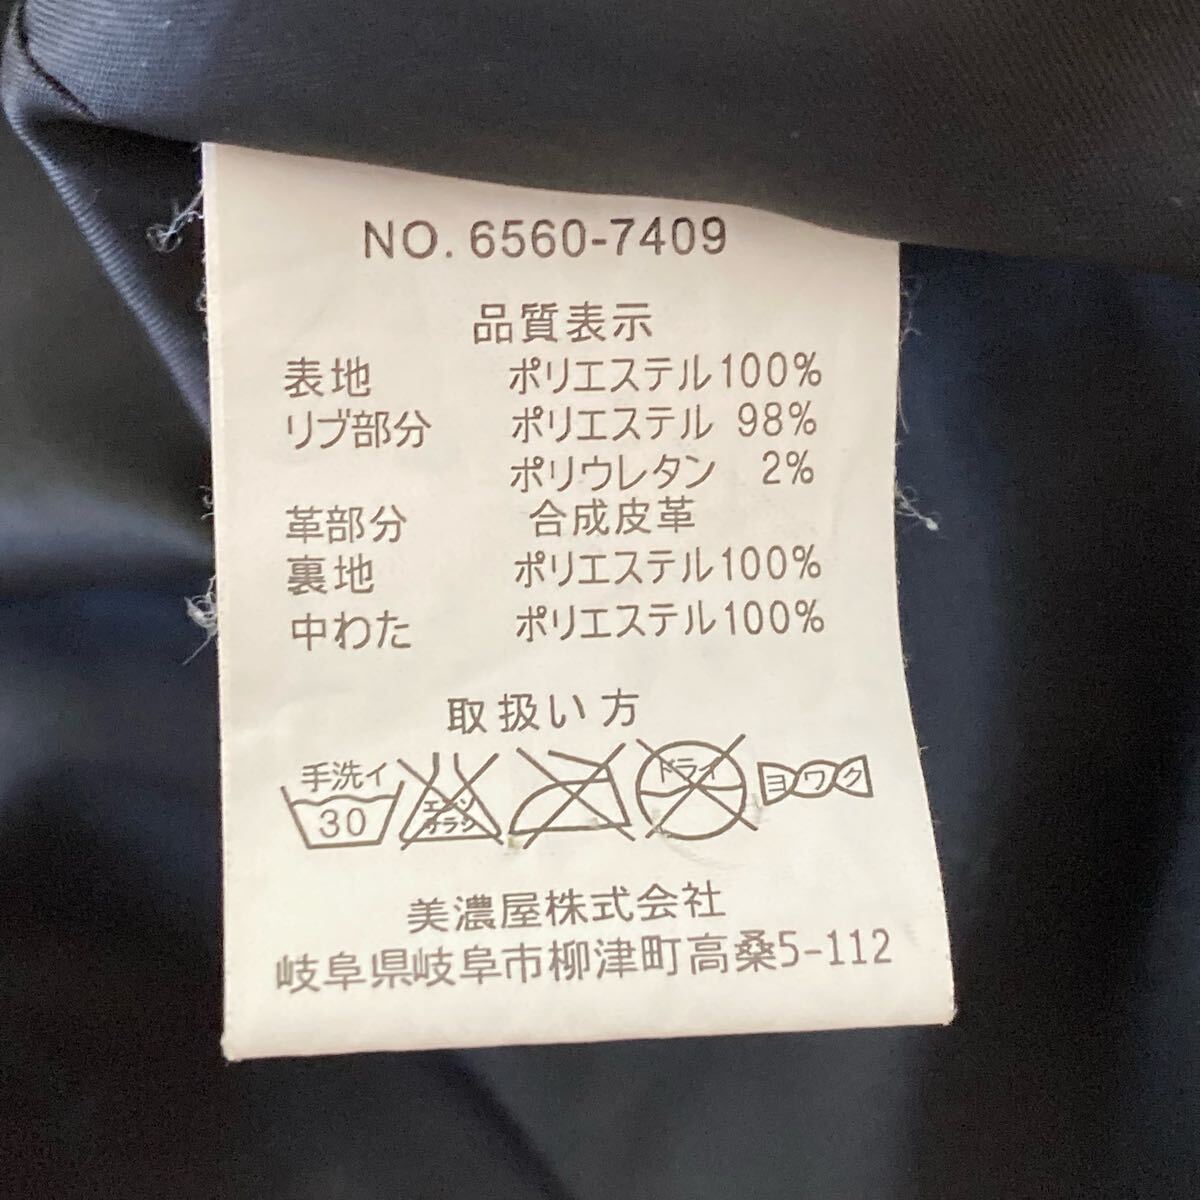 NO. 6560-7409
品質表示
表地 ポリエステル100%
リブ部分 ポリエステル 98%
ポリウレタン 2%
革部分 合成皮革
裏地 ポリエステル100%
中わた ポリエステル100%
取扱い方
手洗イ 30 エンソサラシ ドライ ヨワク
美濃屋株式会社
岐阜県岐阜市柳津町高桑5-112